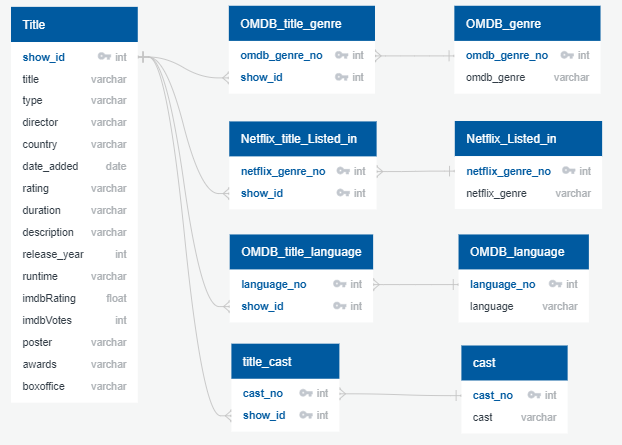 Title
show_id int
title varchar
type varchar
director varchar
country varchar
date_added date
rating varchar
duration varchar
description varchar
release_year int
runtime varchar
imdbRating float
imdbVotes int
poster varchar
awards varchar
boxoffice varchar
OMDB_title_genre
omdb_genre_no int
show_id int
OMDB_genre
omdb_genre_no int
omdb_genre varchar
Netflix_title_Listed_in
netflix_genre_no int
show_id int
Netflix_Listed_in
netflix_genre_no int
netflix_genre varchar
OMDB_title_language
language_no int
show_id int
OMDB_language
language_no int
language varchar
title_cast
cast_no int
show_id int
cast
cast_no int
cast varchar